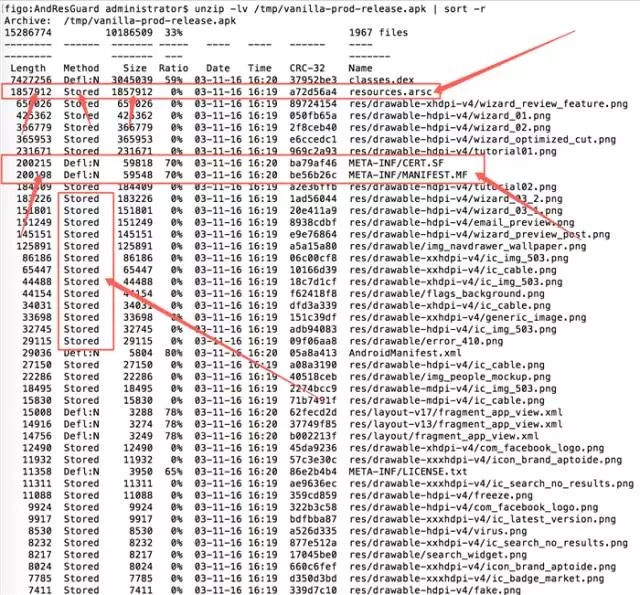 figo:AndResGuard administrator$ unzip -lv /tmp/vanilla-prod-release.apk | sort -r
Archive: /tmp/vanilla-prod-release.apk
15286774 10186509 33% 1967 files
-------- ------- --- -------
-------- ------ ------- ---- ---- ---- ------ ----
Length Method Size Ratio Date Time CRC-32 Name
7427256 Defl:N 3045039 59% 03-11-16 16:20 37952be3 classes.dex
1857912 Stored 1857912 0% 03-11-16 16:19 a72d56a4 resources.arsc
656026 Stored 656026 0% 03-11-16 16:19 89724154 res/drawable-xhdpi-v4/wizard_review_feature.png
425362 Stored 425362 0% 03-11-16 16:19 050fb65a res/drawable-hdpi-v4/wizard_01.png
366779 Stored 366779 0% 03-11-16 16:19 2f8ceb40 res/drawable-hdpi-v4/wizard_02.png
365953 Stored 365953 0% 03-11-16 16:19 e6ccedc1 res/drawable-xhdpi-v4/wizard_optimized_cut.png
231671 Stored 231671 0% 03-11-16 16:19 969c2a93 res/drawable-hdpi-v4/tutorial01.png
200215 Defl:N 59818 70% 03-11-16 16:20 ba79af46 META-INF/CERT.SF
200198 Defl:N 59548 70% 03-11-16 16:20 be56b26c META-INF/MANIFEST.MF
184409 Stored 184409 0% 03-11-16 16:19 a2e36ffb res/drawable-hdpi-v4/tutorial02.png
183226 Stored 183226 0% 03-11-16 16:19 1ad56044 res/drawable-xhdpi-v4/wizard_03_2.png
151801 Stored 151801 0% 03-11-16 16:19 20e411a9 res/drawable-xhdpi-v4/wizard_03_1.png
151249 Stored 151249 0% 03-11-16 16:19 8938cdbf res/drawable-hdpi-v4/email_preview.png
145151 Stored 145151 0% 03-11-16 16:19 e9e76864 res/drawable-hdpi-v4/wizard_preview_post.png
125891 Stored 125891 0% 03-11-16 16:19 a5a15a80 res/drawable/img_navdrawer_wallpaper.png
86186 Stored 86186 0% 03-11-16 16:19 06c00cf8 res/drawable-xxhdpi-v4/ic_img_503.png
65447 Stored 65447 0% 03-11-16 16:19 10166d39 res/drawable-xxhdpi-v4/ic_cable.png
44488 Stored 44488 0% 03-11-16 16:19 18c7d1cf res/drawable-xhdpi-v4/ic_img_503.png
44154 Stored 44154 0% 03-11-16 16:19 f62418f8 res/drawable/flags_background.png
34031 Stored 34031 0% 03-11-16 16:19 dfd3a339 res/drawable-xhdpi-v4/ic_cable.png
33698 Stored 33698 0% 03-11-16 16:19 151c39df res/drawable-xxhdpi-v4/generic_image.png
32745 Stored 32745 0% 03-11-16 16:19 adb94083 res/drawable-hdpi-v4/ic_img_503.png
29115 Stored 29115 0% 03-11-16 16:19 09f06aa8 res/drawable/error_410.png
29036 Defl:N 5804 80% 03-11-16 16:20 05a8a413 AndroidManifest.xml
27150 Stored 27150 0% 03-11-16 16:19 a08a3190 res/drawable-hdpi-v4/ic_cable.png
22286 Stored 22286 0% 03-11-16 16:19 40518ceb res/drawable/img_people_mockup.png
18495 Stored 18495 0% 03-11-16 16:19 2274bcc9 res/drawable-mdpi-v4/ic_img_503.png
15830 Stored 15830 0% 03-11-16 16:19 71b7491f res/drawable-mdpi-v4/ic_cable.png
15008 Defl:N 3288 78% 03-11-16 16:20 62fecd2d res/layout-v17/fragment_app_view.xml
14916 Defl:N 3274 78% 03-11-16 16:20 37749f85 res/layout-v13/fragment_app_view.xml
14756 Defl:N 3249 78% 03-11-16 16:20 b002213f res/layout/fragment_app_view.xml
12490 Stored 12490 0% 03-11-16 16:19 45da9236 res/drawable-xhdpi-v4/com_facebook_logo.png
11932 Stored 11932 0% 03-11-16 16:19 57c3e30c res/drawable-xxxhdpi-v4/icon_brand_aptoide.png
11358 Defl:N 3950 65% 03-11-16 16:20 86e2b4b4 META-INF/LICENSE.txt
11311 Stored 11311 0% 03-11-16 16:19 ae9636ec res/drawable-xxxhdpi-v4/ic_search_no_results.png
11088 Stored 11088 0% 03-11-16 16:19 359cd859 res/drawable-hdpi-v4/freeze.png
9924 Stored 9924 0% 03-11-16 16:19 322b3c58 res/drawable-hdpi-v4/com_facebook_logo.png
9917 Stored 9917 0% 03-11-16 16:19 bdfbba87 res/drawable-xxxhdpi-v4/ic_latest_version.png
8530 Stored 8530 0% 03-11-16 16:19 a526d335 res/drawable-hdpi-v4/virus.png
8232 Stored 8232 0% 03-11-16 16:19 877e512a res/drawable-xxhdpi-v4/ic_search_no_results.png
8217 Stored 8217 0% 03-11-16 16:19 17045be0 res/drawable/search_widget.png
8024 Stored 8024 0% 03-11-16 16:19 660c6fef res/drawable-xxhdpi-v4/icon_brand_aptoide.png
7785 Stored 7785 0% 03-11-16 16:19 d350d3bd res/drawable-xxxhdpi-v4/ic_badge_market.png
7411 Stored 7411 0% 03-11-16 16:19 339d7c10 res/drawable-hdpi-v4/fake.png